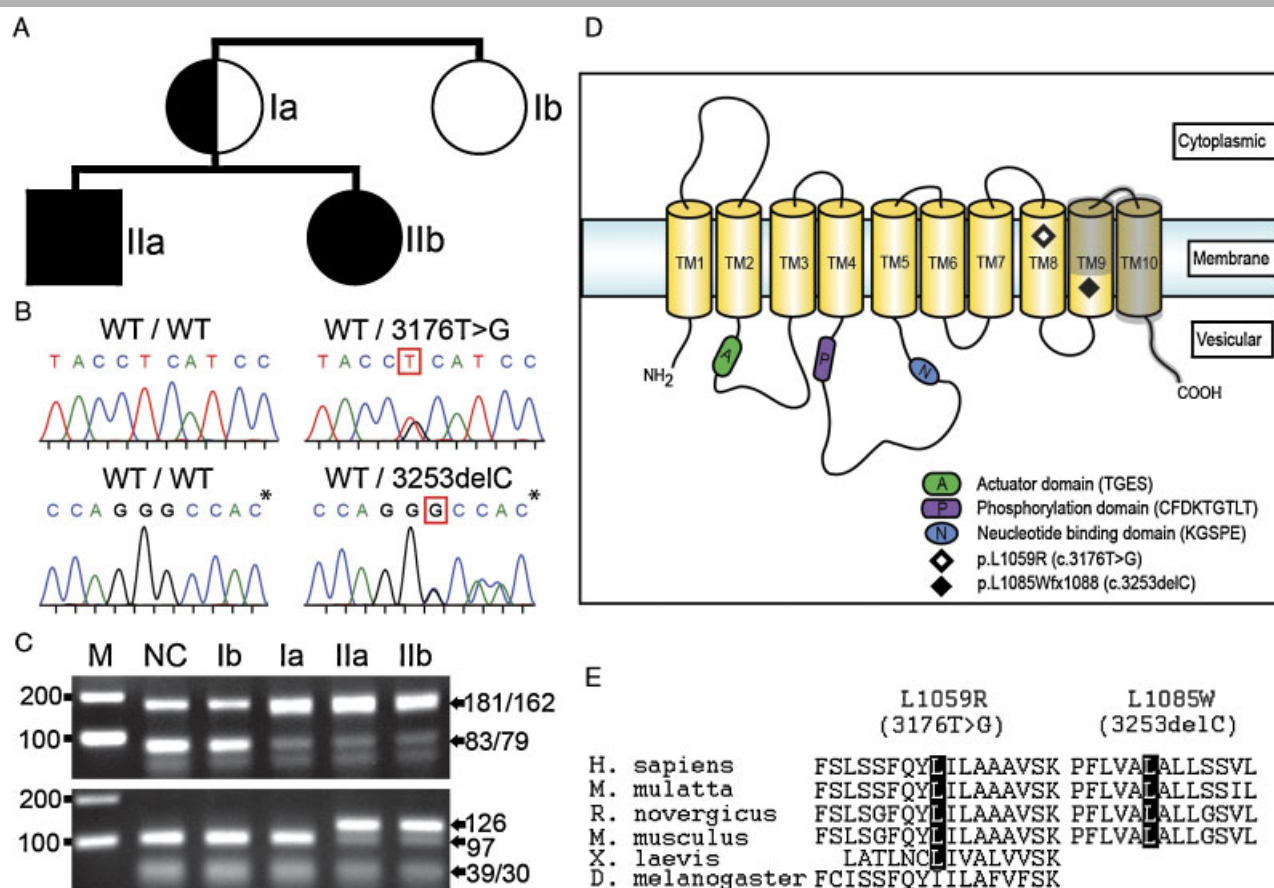 A
Ia
Ib
IIa
IIb
B
WT / WT
WT / 3176T>G
T A C C T C A T C C
T A C C T C A T C C
WT / WT
WT / 3253delC
C C A G G G C C A C*
C C A G G G C C A C*
C
M NC Ib Ia IIa IIb
200
100
181/162
83/79
200
100
126
97
39/30
D
Cytoplasmic
Membrane
Vesicular
TM1 TM2 TM3 TM4 TM5 TM6 TM7 TM8 TM9 TM10
NH2
A
P
N
COOH
A Actuator domain (TGES)
P Phosphorylation domain (CFDKTGTLT)
N Neucleotide binding domain (KGSPE)
p.L1059R (c.3176T>G)
p.L1085Wfx1088 (c.3253delC)
E
L1059R L1085W
(3176T>G) (3253delC)
H. sapiens FSLSSFQYLILAAAVSK PFLVALALLSSVL
M. mulatta FSLSSFQYLILAAAVSK PFLVALALLSSIL
R. novergicus FSLSGFQYLILAAAVSK PFLVALALLGSVL
M. musculus FSLSGFQYLILAAAVSK PFLVALALLGSVL
X. laevis LATLNCLIVALVVSK
D. melanogaster FCISSFQYIILAFVFSK